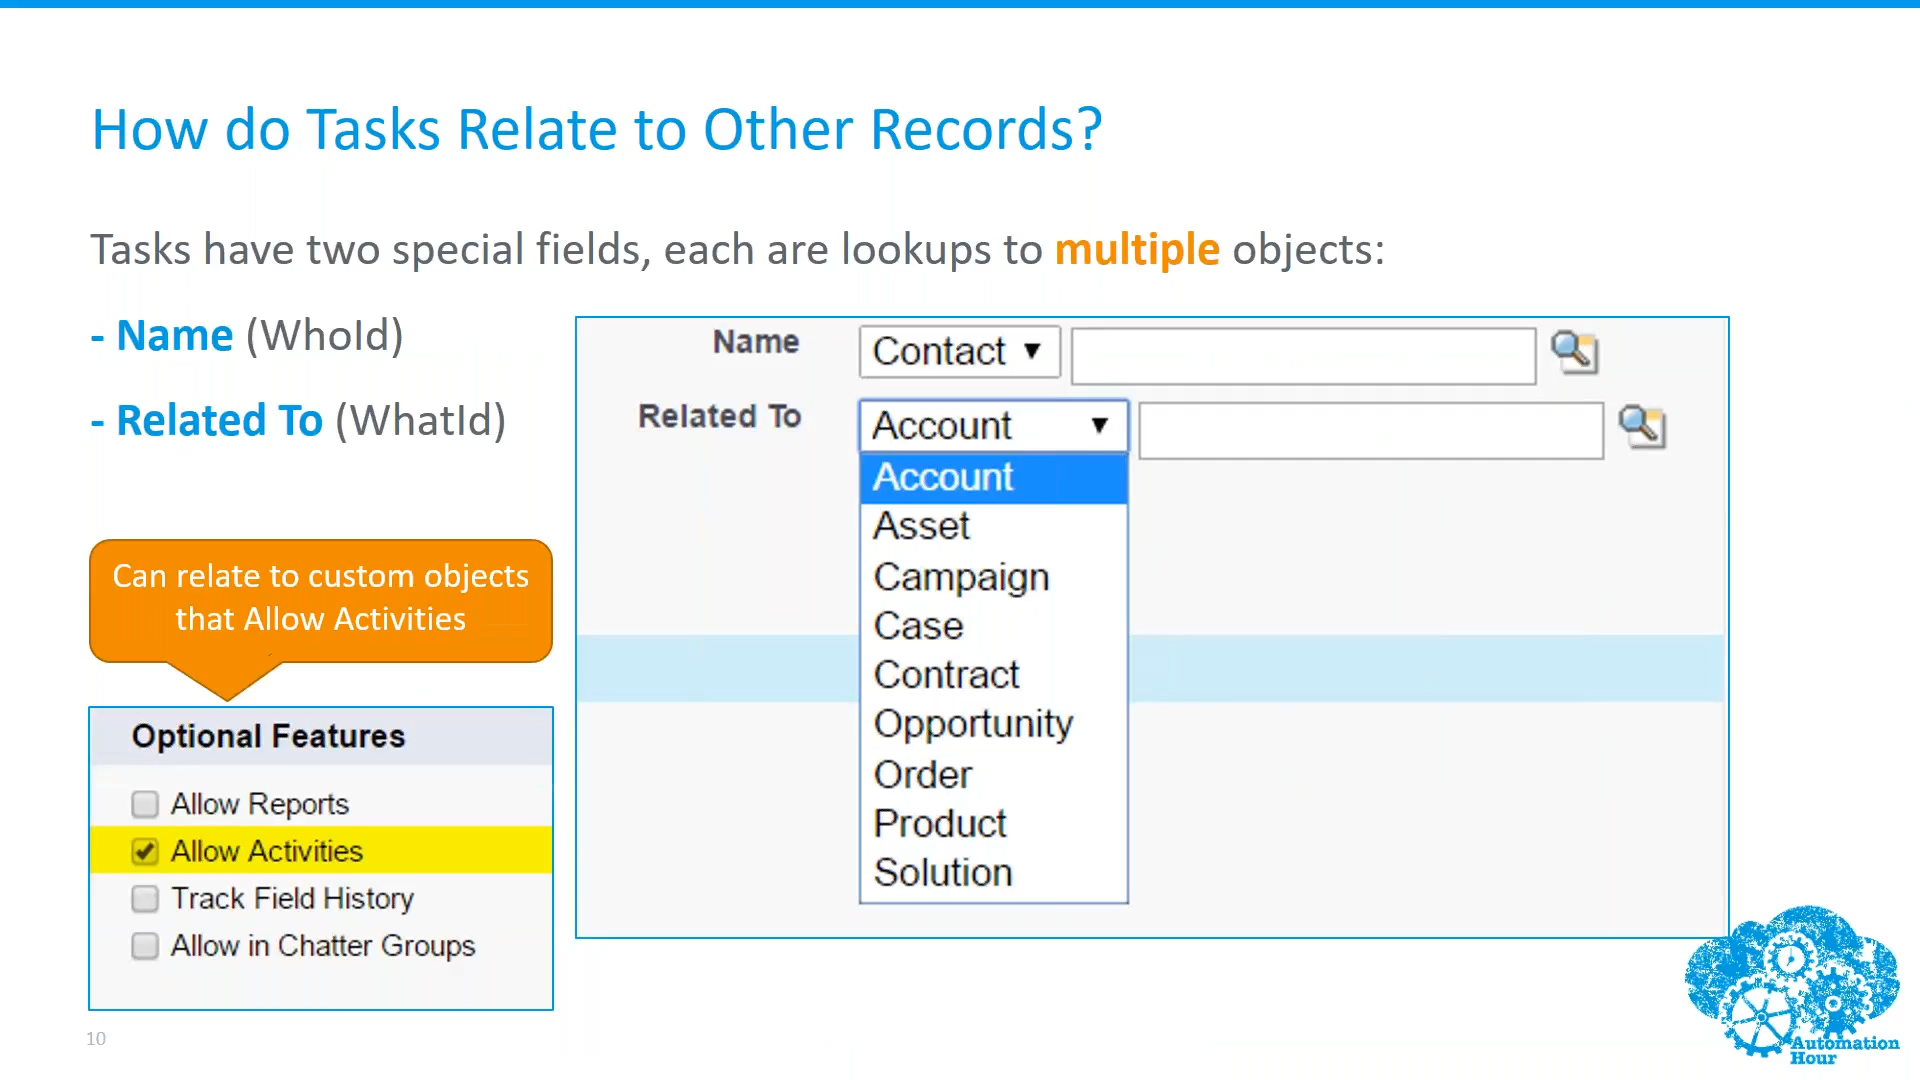 How do Tasks Relate to Other Records?
Tasks have two special fields, each are lookups to multiple objects:
- Name (WhoId)
- Related To (WhatId)
Name Contact ▼
Related To Account ▼
Account
Asset
Campaign
Case
Contract
Opportunity
Order
Product
Solution
Can relate to custom objects
that Allow Activities
Optional Features
Allow Reports
Allow Activities
Track Field History
Allow in Chatter Groups
10
Automation
Hour